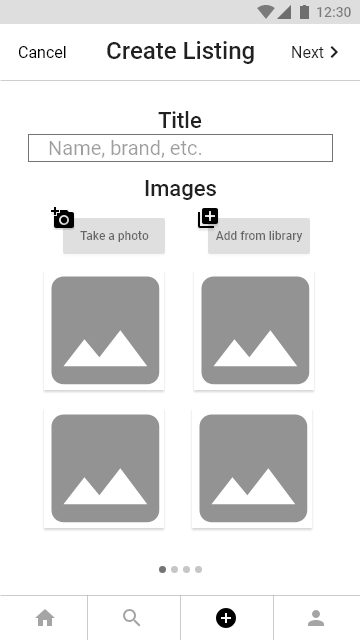 12:30
Cancel Create Listing Next
Title
Name, brand, etc.
Images
Take a photo Add from library